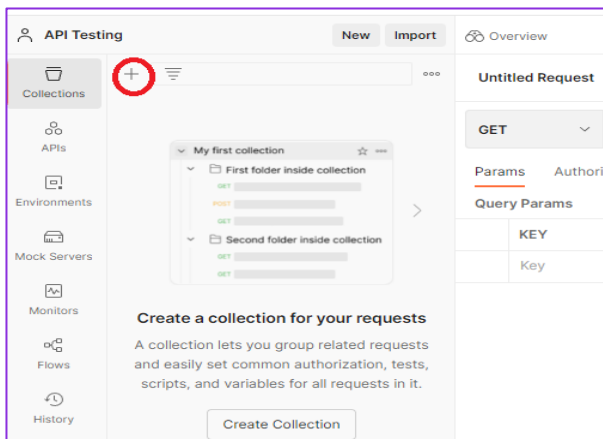 API Testing
New
Import
Overview
Collections
APIs
Environments
Mock Servers
Monitors
Flows
History
My first collection
First folder inside collection
GET
POST
GET
Second folder inside collection
GET
GET
Create a collection for your requests
A collection lets you group related requests
and easily set common authorization, tests,
scripts, and variables for all requests in it.
Create Collection
Untitled Request
GET
Params
Authori
Query Params
KEY
Key